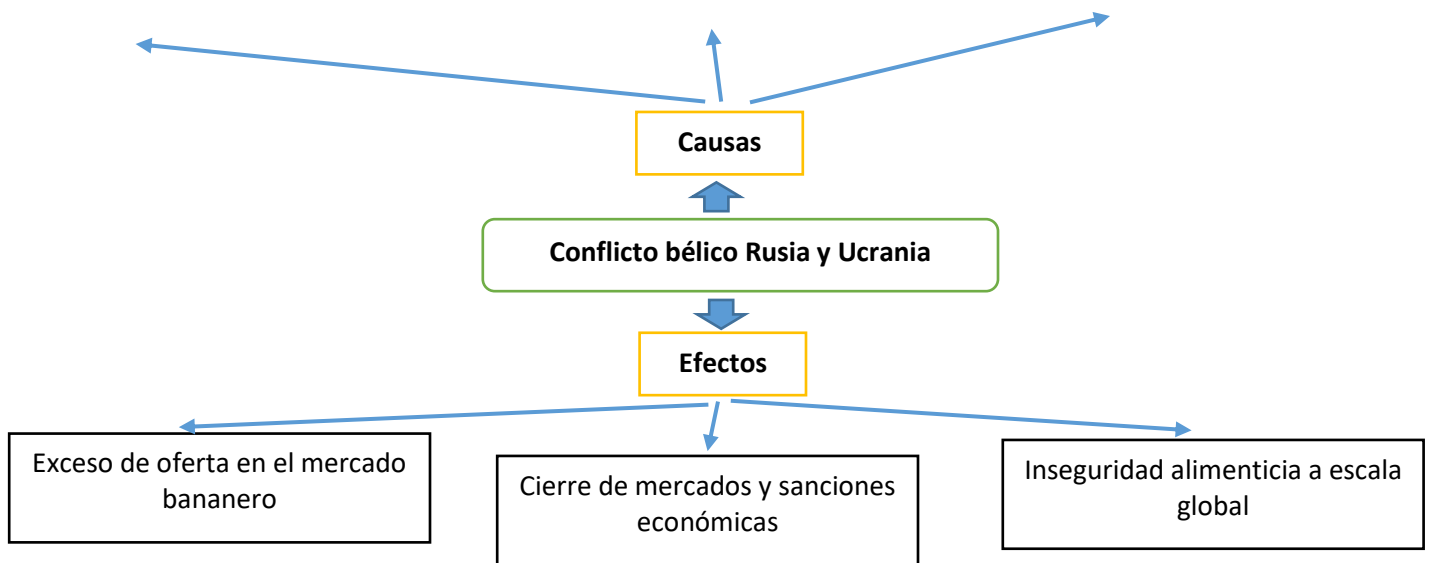 Causas
Conflicto bélico Rusia y Ucrania
Efectos
Exceso de oferta en el mercado
bananero
Cierre de mercados y sanciones
económicas
Inseguridad alimenticia a escala
global